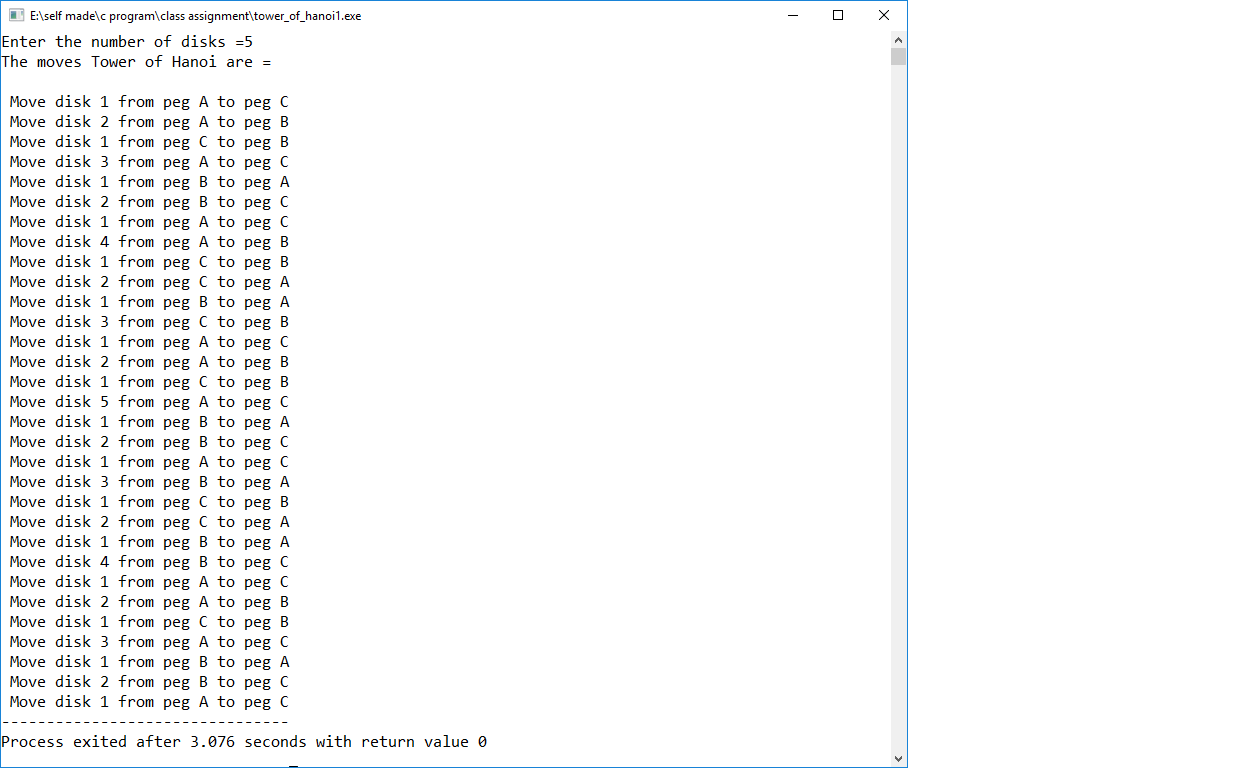 E:\self made\c program\class assignment\tower_of_hanoi1.exe
Enter the number of disks =5
The moves Tower of Hanoi are =
Move disk 1 from peg A to peg C
Move disk 2 from peg A to peg B
Move disk 1 from peg C to peg B
Move disk 3 from peg A to peg C
Move disk 1 from peg B to peg A
Move disk 2 from peg B to peg C
Move disk 1 from peg A to peg C
Move disk 4 from peg A to peg B
Move disk 1 from peg C to peg B
Move disk 2 from peg C to peg A
Move disk 1 from peg B to peg A
Move disk 3 from peg C to peg B
Move disk 1 from peg A to peg C
Move disk 2 from peg A to peg B
Move disk 1 from peg C to peg B
Move disk 5 from peg A to peg C
Move disk 1 from peg B to peg A
Move disk 2 from peg B to peg C
Move disk 1 from peg A to peg C
Move disk 3 from peg B to peg A
Move disk 1 from peg C to peg B
Move disk 2 from peg C to peg A
Move disk 1 from peg B to peg A
Move disk 4 from peg B to peg C
Move disk 1 from peg A to peg C
Move disk 2 from peg A to peg B
Move disk 1 from peg C to peg B
Move disk 3 from peg A to peg C
Move disk 1 from peg B to peg A
Move disk 2 from peg B to peg C
Move disk 1 from peg A to peg C
--------------------------------
Process exited after 3.076 seconds with return value 0